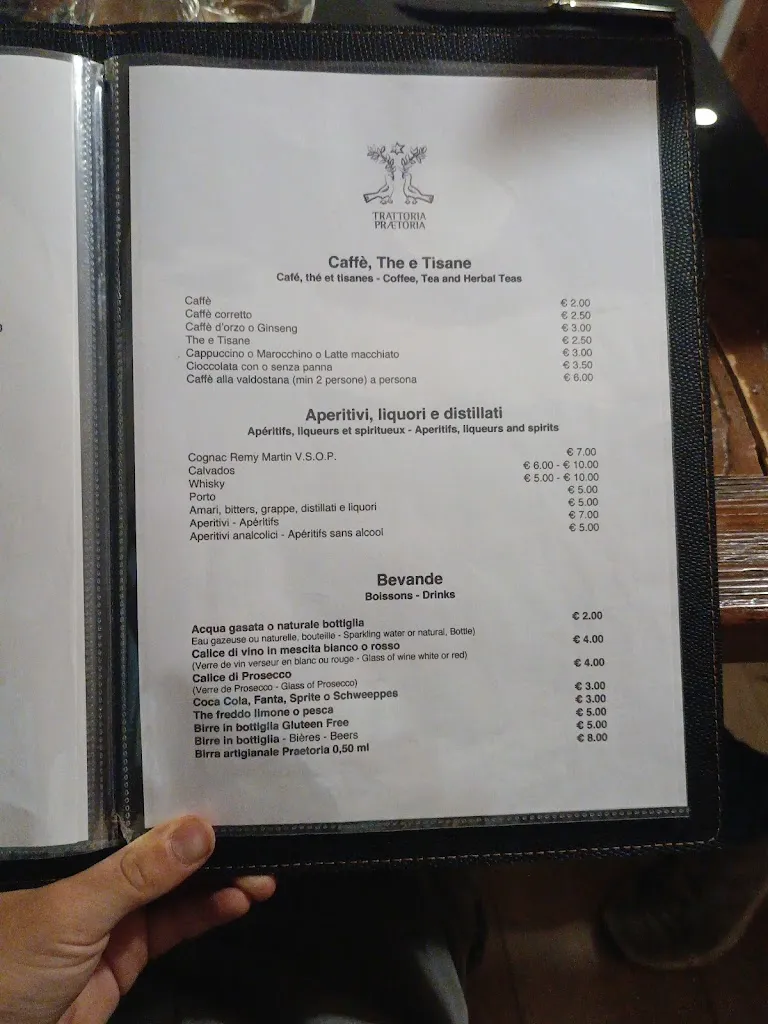 TRATTORIA
PRÆTORIA
Caffè, The e Tisane
Café, thé et tisanes - Coffee, Tea and Herbal Teas
Caffè € 2.00
Caffè corretto € 2.50
Caffè d'orzo o Ginseng € 3.00
The e Tisane € 2.50
Cappuccino o Marocchino o Latte macchiato € 3.00
Cioccolata con o senza panna € 3.50
Caffè alla valdostana (min 2 persone) a persona € 6.00
Aperitivi, liquori e distillati
Apéritifs, liqueurs et spiritueux - Aperitifs, liqueurs and spirits
Cognac Remy Martin V.S.O.P. € 7.00
Calvados € 6.00 - € 10.00
Whisky € 5.00 - € 10.00
Porto € 5.00
Amari, bitters, grappe, distillati e liquori € 5.00
Aperitivi - Apéritifs € 7.00
Aperitivi analcolici - Apéritifs sans alcool € 5.00
Bevande
Boissons - Drinks
Acqua gasata o naturale bottiglia € 2.00
Eau gazeuse ou naturelle, bouteille - Sparkling water or natural, Bottle)
Calice di vino in mescita bianco o rosso € 4.00
(Verre de vin verseur en blanc ou rouge - Glass of wine white or red)
Calice di Prosecco € 4.00
(Verre de Prosecco - Glass of Prosecco)
Coca Cola, Fanta, Sprite o Schweeppes € 3.00
The freddo limone o pesca € 3.00
Birre in bottiglia Gluteen Free € 5.00
Birre in bottiglia - Bières - Beers € 5.00
Birra artigianale Praetoria 0,50 ml € 8.00